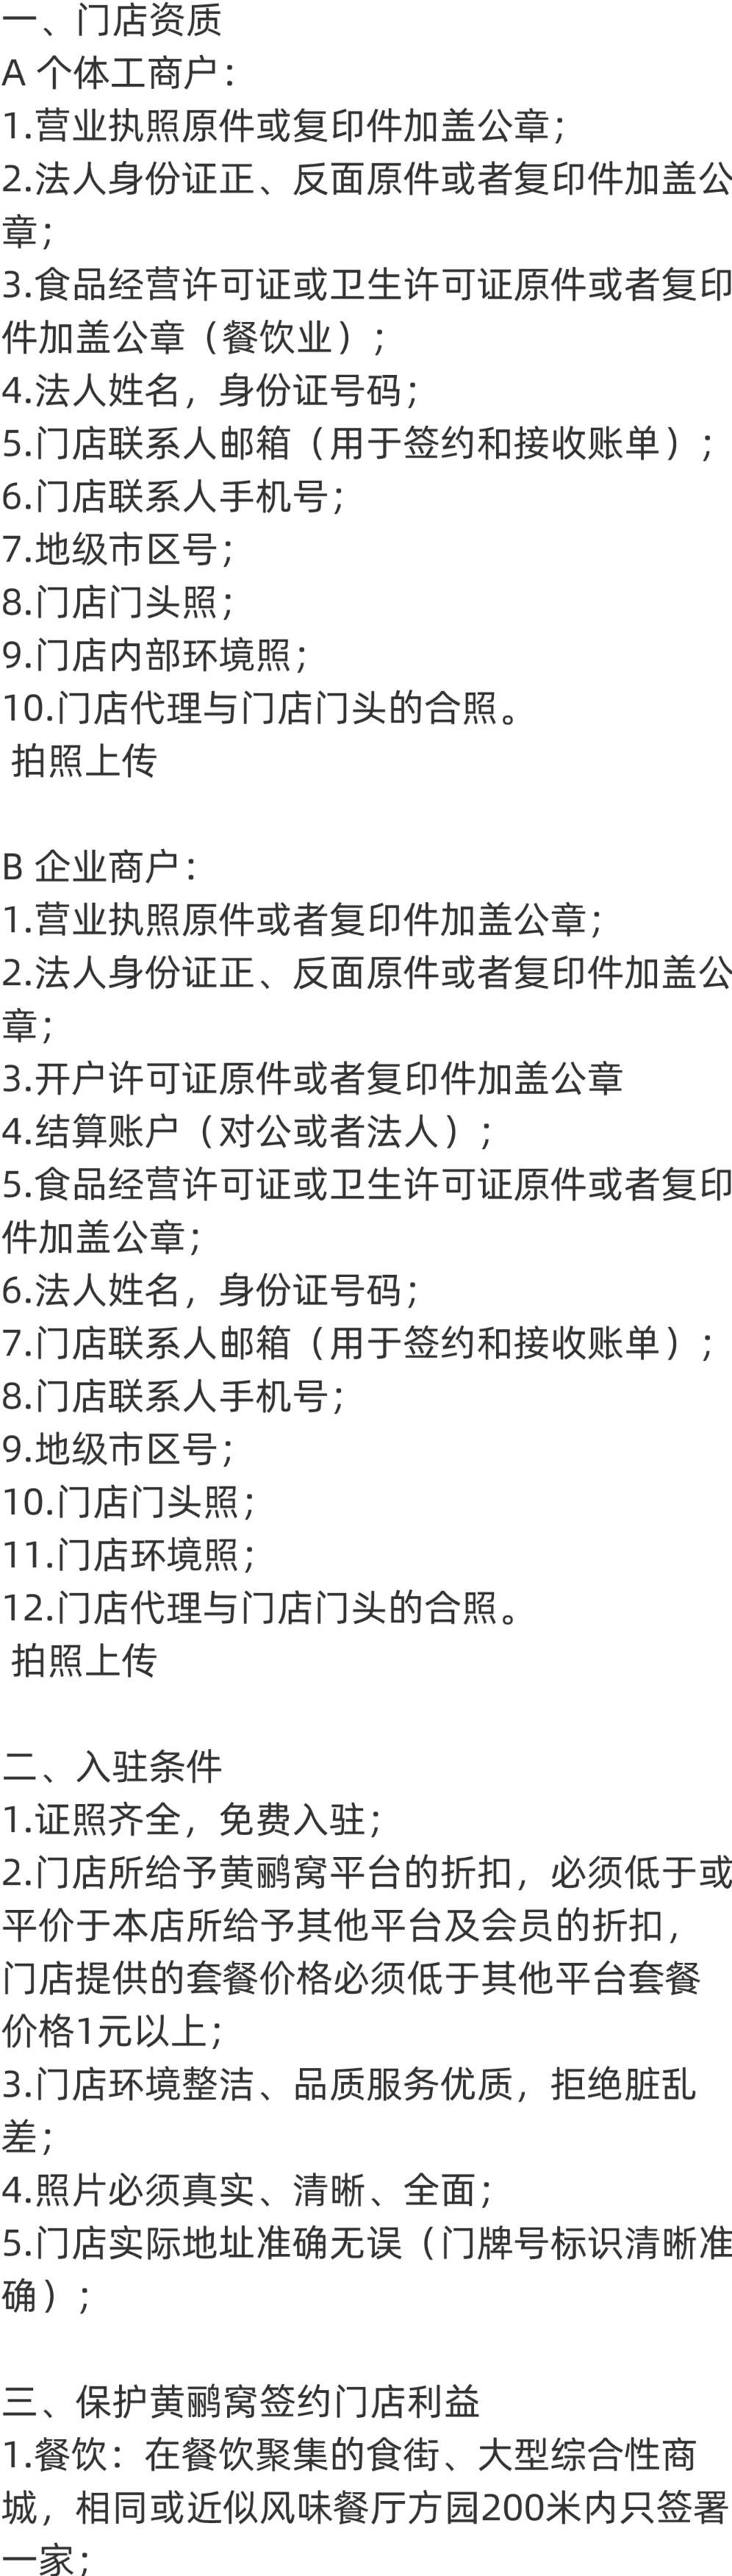 一、门店资质
A 个体工商户：
1.营业执照原件或复印件加盖公章；
2.法人身份证正、反面原件或者复印件加盖公
章；
3.食品经营许可证或卫生许可证原件或者复印
件加盖公章（餐饮业）；
4.法人姓名，身份证号码；
5.门店联系人邮箱（用于签约和接收账单）；
6.门店联系人手机号；
7.地级市区号；
8.门店门头照；
9.门店内部环境照；
10.门店代理与门店门头的合照。
拍照上传
B 企业商户：
1.营业执照原件或者复印件加盖公章；
2.法人身份证正、反面原件或者复印件加盖公
章；
3.开户许可证原件或者复印件加盖公章
4.结算账户（对公或者法人）；
5.食品经营许可证或卫生许可证原件或者复印
件加盖公章；
6.法人姓名，身份证号码；
7.门店联系人邮箱（用于签约和接收账单）；
8.门店联系人手机号；
9.地级市区号；
10.门店门头照；
11.门店环境照；
12.门店代理与门店门头的合照。
拍照上传
二、入驻条件
1.证照齐全，免费入驻；
2.门店所给予黄鹂窝平台的折扣，必须低于或
平价于本店所给予其他平台及会员的折扣，
门店提供的套餐价格必须低于其他平台套餐
价格1元以上；
3.门店环境整洁、品质服务优质，拒绝脏乱
差；
4.照片必须真实、清晰、全面；
5.门店实际地址准确无误（门牌号标识清晰准
确）；
三、保护黄鹂窝签约门店利益
1.餐饮：在餐饮聚集的食街、大型综合性商
城，相同或近似风味餐厅方园200米内只签署
一家；